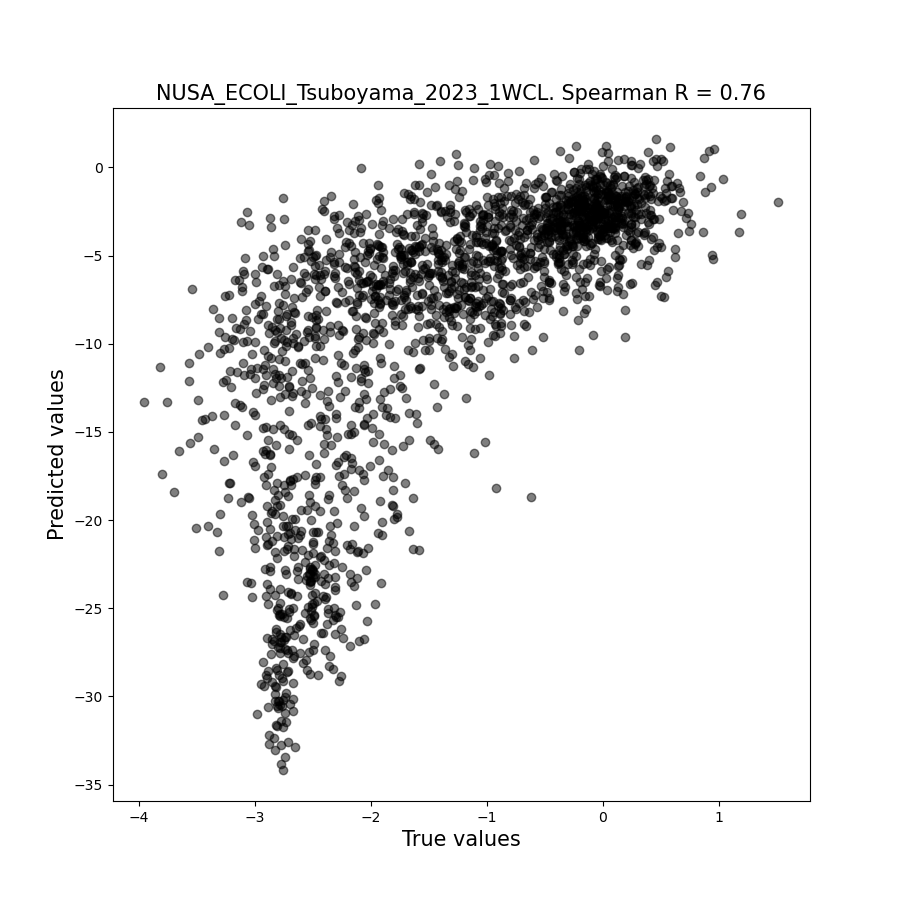 NUSA_ECOLI_Tsuboyama_2023_1WCL. Spearman R = 0.76
Predicted values
0
−5
−10
−15
−20
−25
−30
−35
−4 −3 −2 −1 0 1
True values